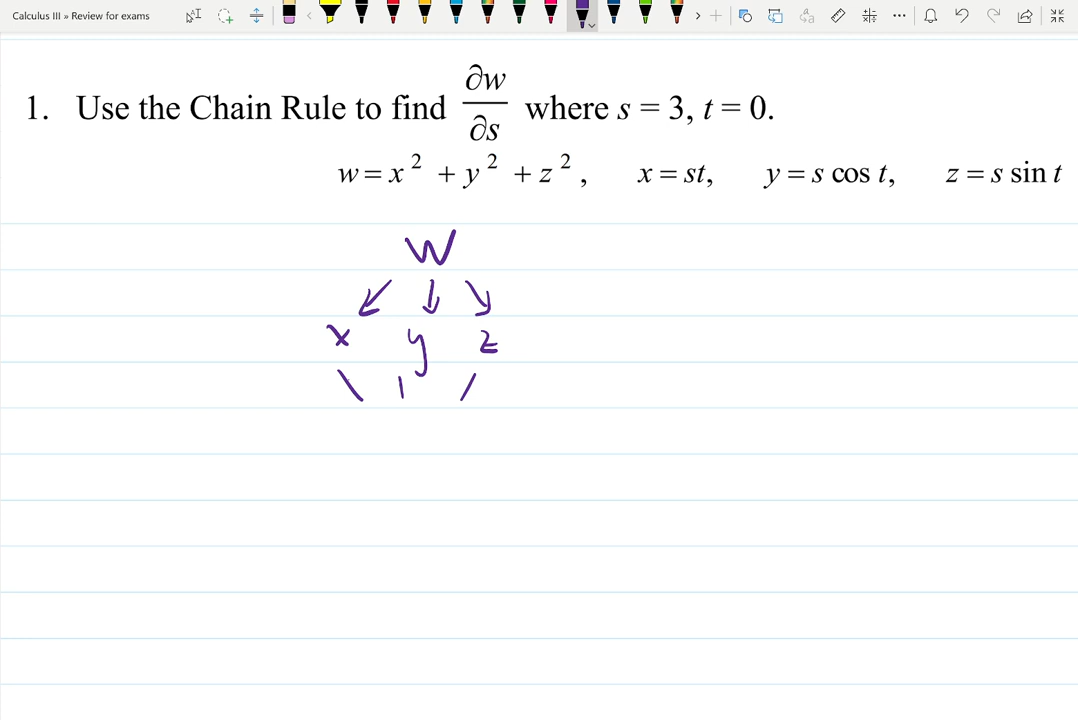 Calculus III » Review for exams
1. Use the Chain Rule to find ∂w/∂s where s = 3, t = 0.
w = x² + y² + z², x = st, y = s cos t, z = s sin t
W
x y z